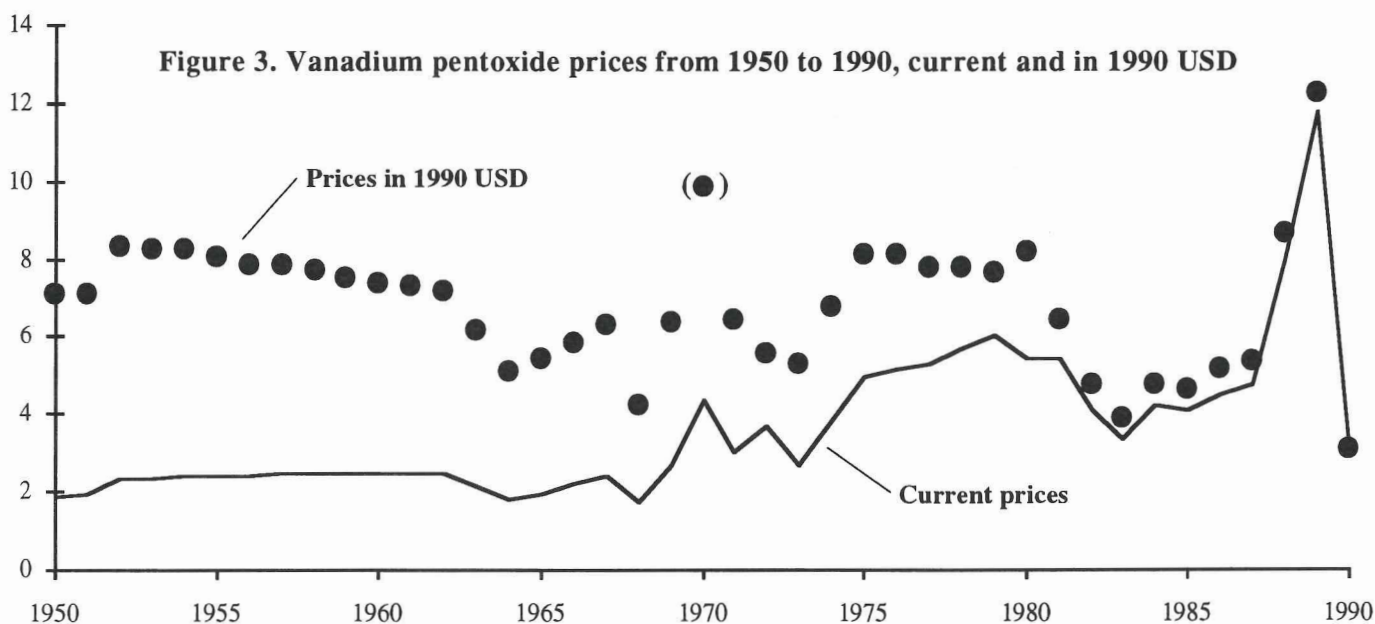 Figure 3. Vanadium pentoxide prices from 1950 to 1990, current and in 1990 USD
14
12
10
8
6
4
2
0
Prices in 1990 USD
( )
Current prices
1950 1955 1960 1965 1970 1975 1980 1985 1990